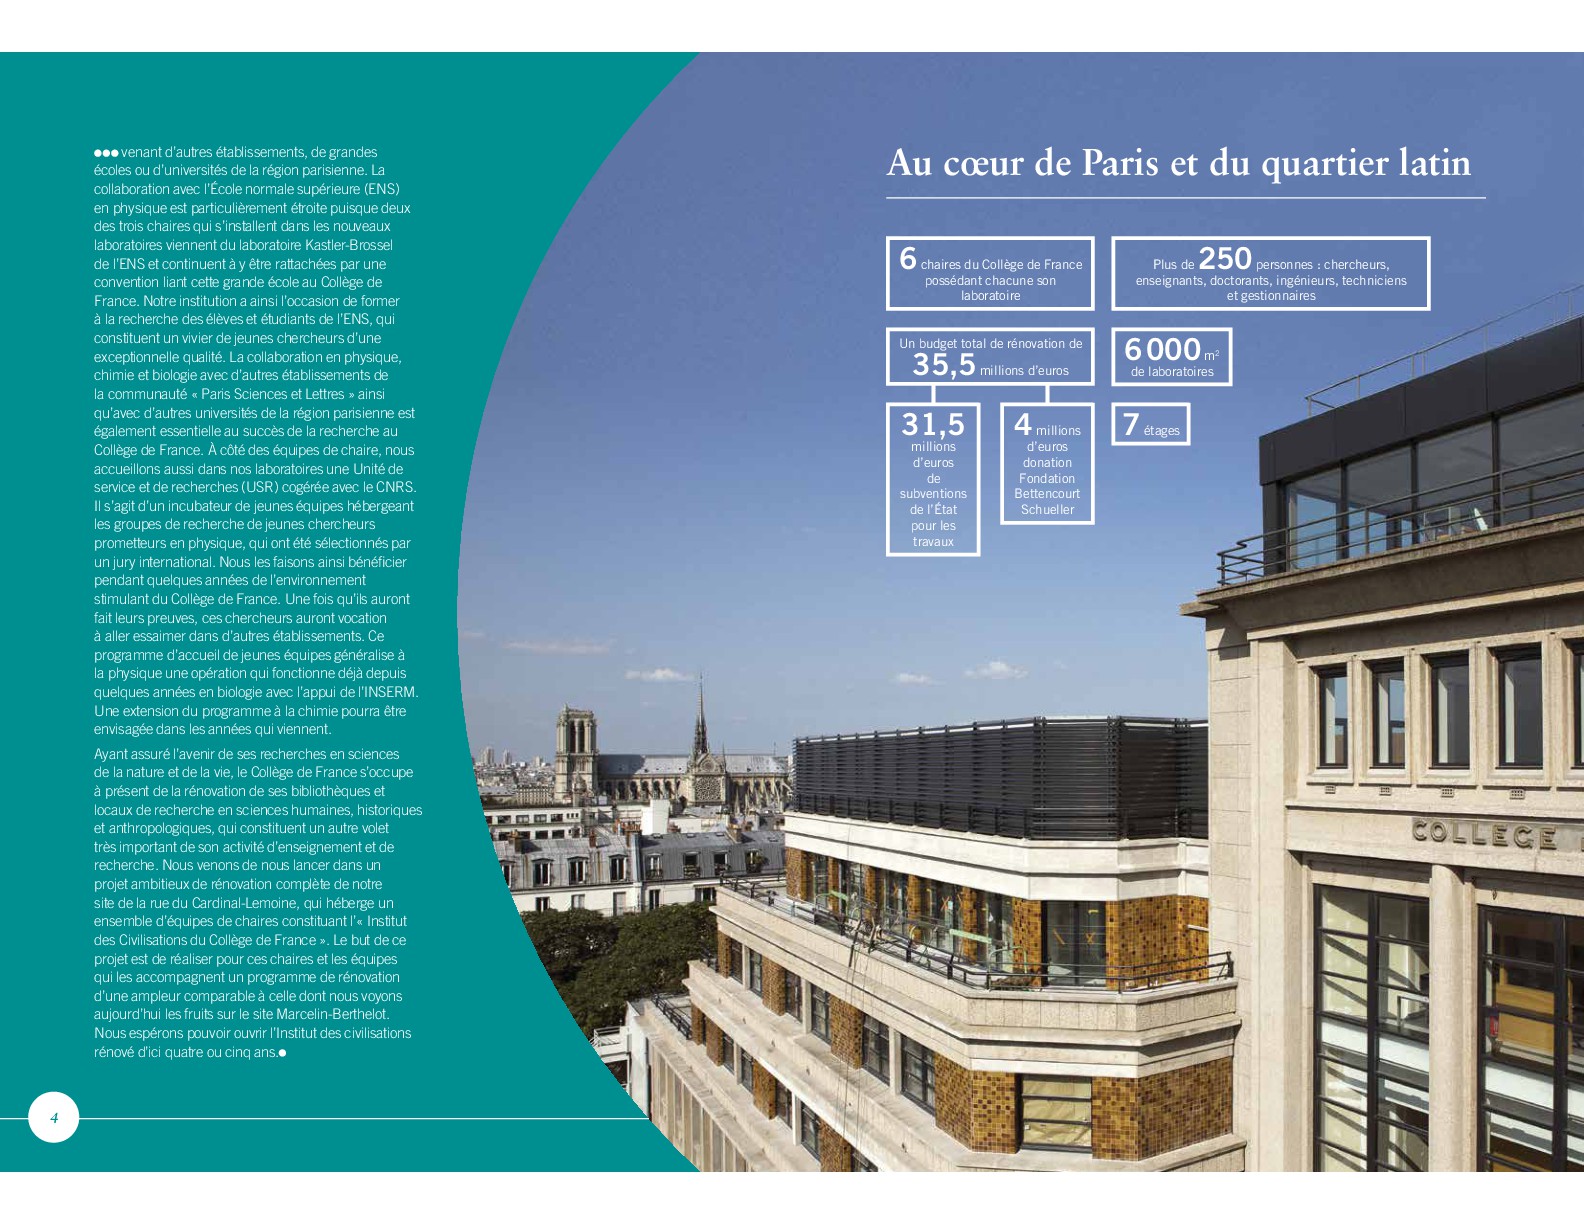 ●●● venant d'autres établissements, de grandes
écoles ou d'universités de la région parisienne. La
collaboration avec l'École normale supérieure (ENS)
en physique est particulièrement étroite puisque deux
des trois chaires qui s'installent dans les nouveaux
laboratoires viennent du laboratoire Kastler-Brossel
de l'ENS et continuent à y être rattachées par une
convention liant cette grande école au Collège de
France. Notre institution a ainsi l'occasion de former
à la recherche des élèves et étudiants de l'ENS, qui
constituent un vivier de jeunes chercheurs d'une
exceptionnelle qualité. La collaboration en physique,
chimie et biologie avec d'autres établissements de
la communauté « Paris Sciences et Lettres » ainsi
qu'avec d'autres universités de la région parisienne est
également essentielle au succès de la recherche au
Collège de France. À côté des équipes de chaire, nous
accueillons aussi dans nos laboratoires une Unité de
service et de recherches (USR) cogérée avec le CNRS.
Il s'agit d'un incubateur de jeunes équipes hébergeant
les groupes de recherche de jeunes chercheurs
prometteurs en physique, qui ont été sélectionnés par
un jury international. Nous les faisons ainsi bénéficier
pendant quelques années de l'environnement
stimulant du Collège de France. Une fois qu'ils auront
fait leurs preuves, ces chercheurs auront vocation
à aller essaimer dans d'autres établissements. Ce
programme d'accueil de jeunes équipes généralise à
la physique une opération qui fonctionne déjà depuis
quelques années en biologie avec l'appui de l'INSERM.
Une extension du programme à la chimie pourra être
envisagée dans les années qui viennent.
Ayant assuré l'avenir de ses recherches en sciences
de la nature et de la vie, le Collège de France s'occupe
à présent de la rénovation de ses bibliothèques et
locaux de recherche en sciences humaines, historiques
et anthropologiques, qui constituent un autre volet
très important de son activité d'enseignement et de
recherche. Nous venons de nous lancer dans un
projet ambitieux de rénovation complète de notre
site de la rue du Cardinal-Lemoine, qui héberge un
ensemble d'équipes de chaires constituant l'« Institut
des Civilisations du Collège de France ». Le but de ce
projet est de réaliser pour ces chaires et les équipes
qui les accompagnent un programme de rénovation
d'une ampleur comparable à celle dont nous voyons
aujourd'hui les fruits sur le site Marcelin-Berthelot.
Nous espérons pouvoir ouvrir l'Institut des civilisations
rénové d'ici quatre ou cinq ans.●
4
Au cœur de Paris et du quartier latin
6 chaires du Collège de France
possédant chacune son
laboratoire
Plus de 250 personnes : chercheurs,
enseignants, doctorants, ingénieurs, techniciens
et gestionnaires
Un budget total de rénovation de
35,5 millions d'euros
6 000 m²
de laboratoires
31,5
millions
d'euros
de
subventions
de l'État
pour les
travaux
4 millions
d'euros
donation
Fondation
Bettencourt
Schueller
7 étages
COLLEGE